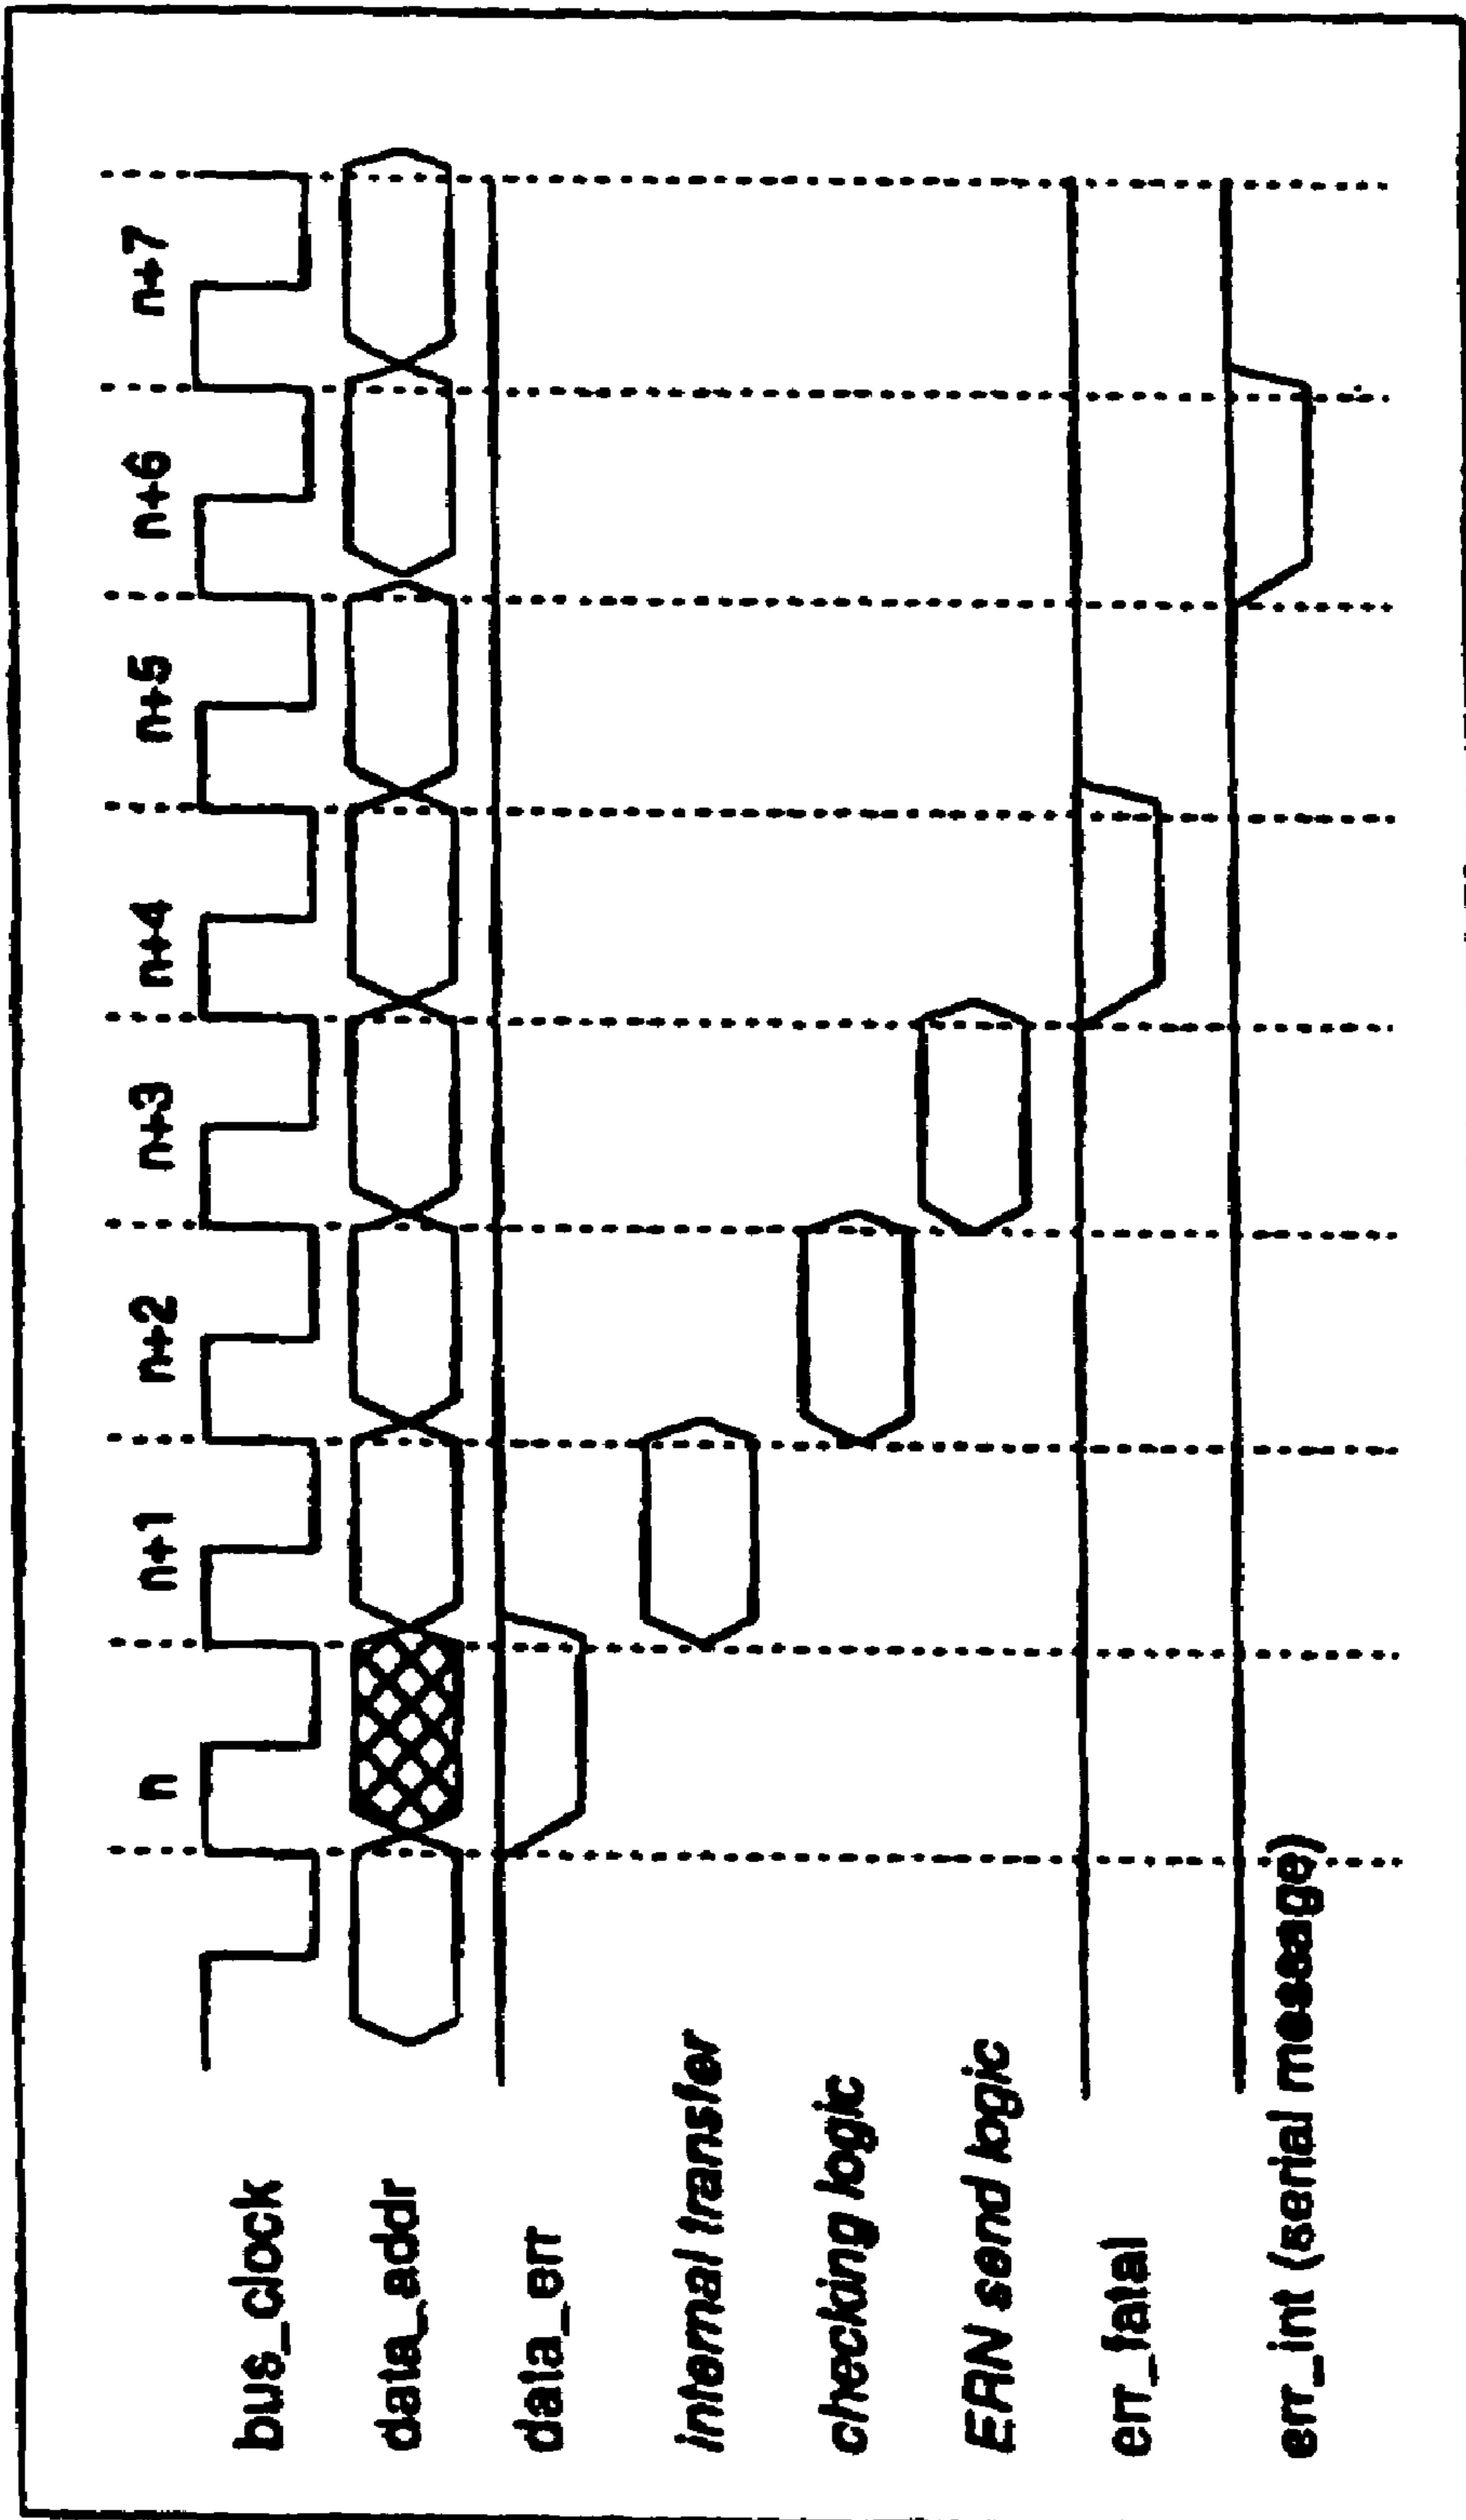 n n+1 n+2 n+3 n+4 n+5 n+6 n+7
bus_clock
data_addr
data_err
internal transfer
checking logic
EAN send logic
err_fatal
err_int (serial message)